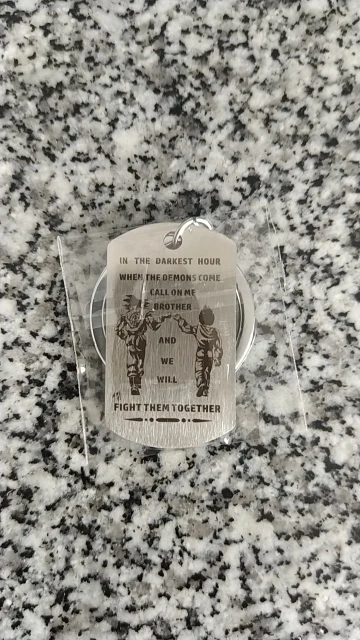 IN THE DARKEST HOUR
WHEN THE DEMONS COME
CALL ON ME
BROTHER
AND
WE
WILL
FIGHT THEM TOGETHER